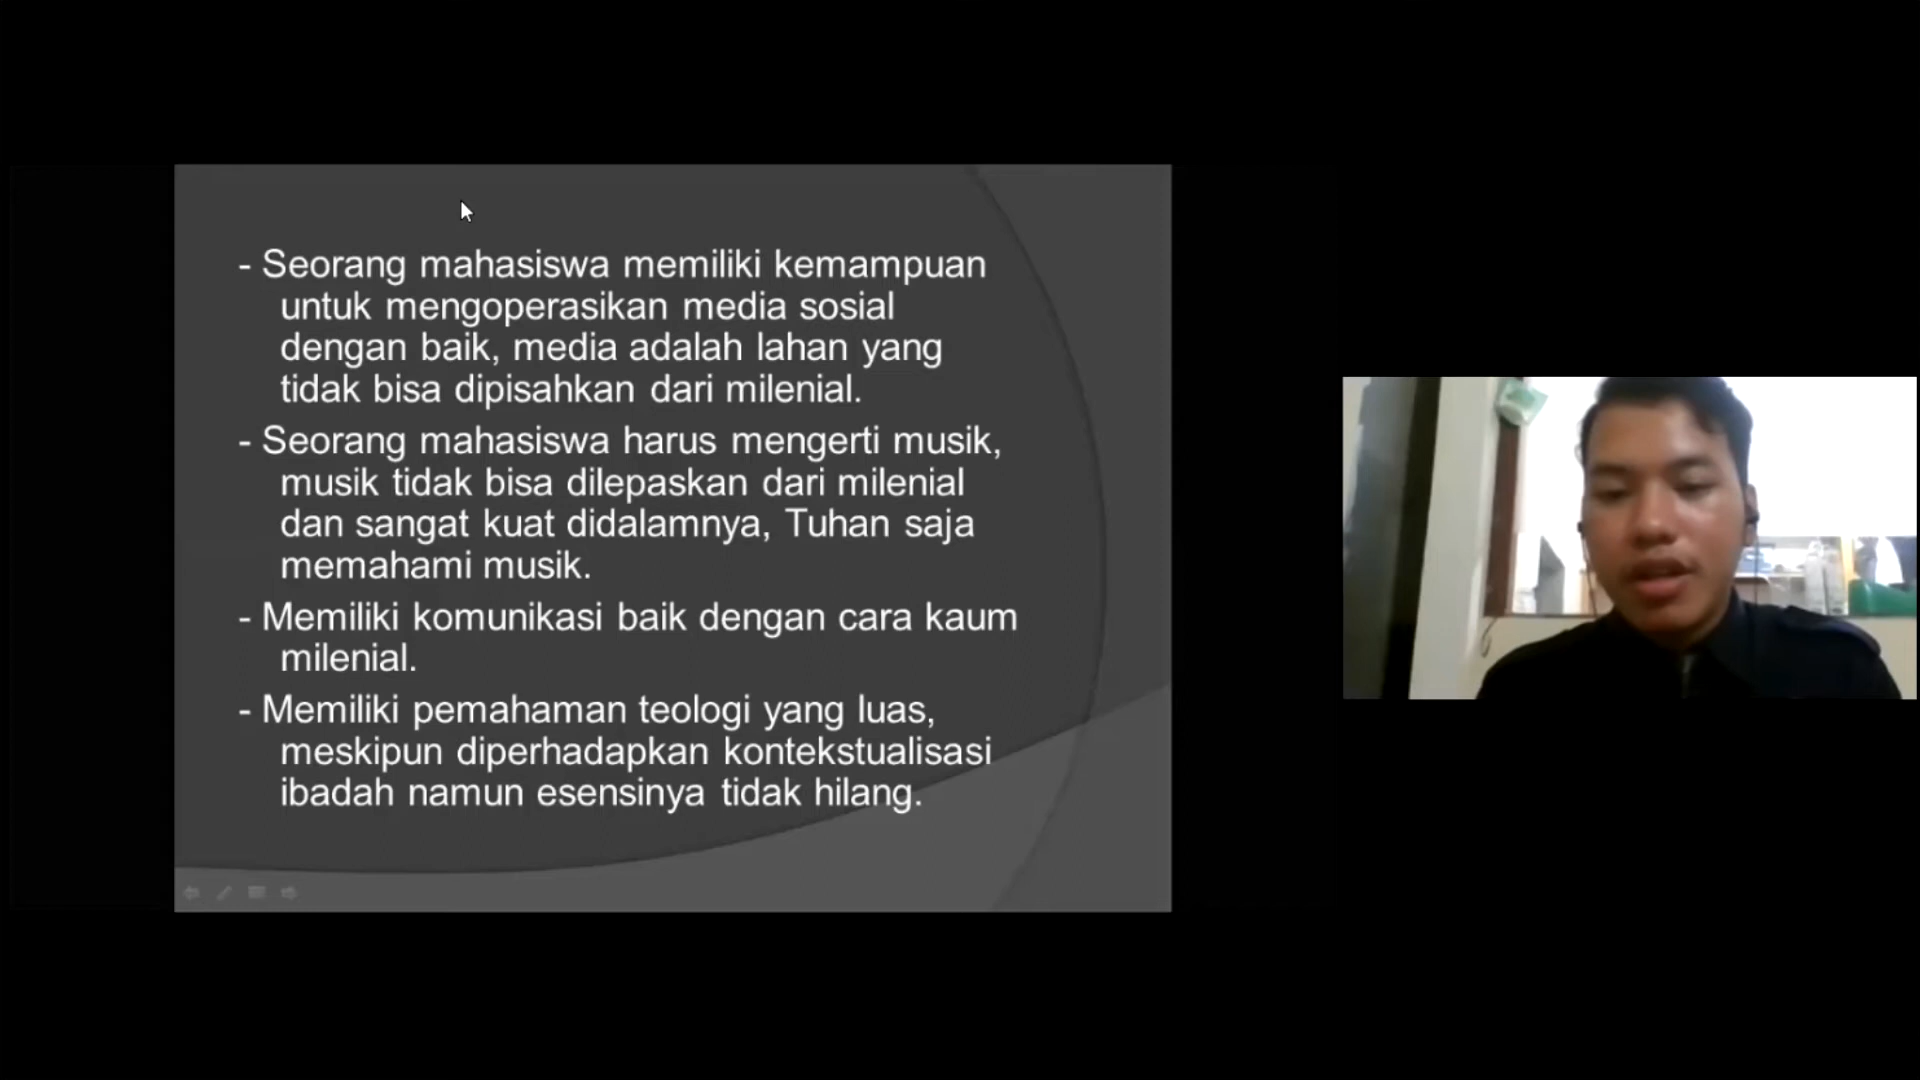 - Seorang mahasiswa memiliki kemampuan
untuk mengoperasikan media sosial
dengan baik, media adalah lahan yang
tidak bisa dipisahkan dari milenial.
- Seorang mahasiswa harus mengerti musik,
musik tidak bisa dilepaskan dari milenial
dan sangat kuat didalamnya, Tuhan saja
memahami musik.
- Memiliki komunikasi baik dengan cara kaum
milenial.
- Memiliki pemahaman teologi yang luas,
meskipun diperhadapkan kontekstualisasi
ibadah namun esensinya tidak hilang.